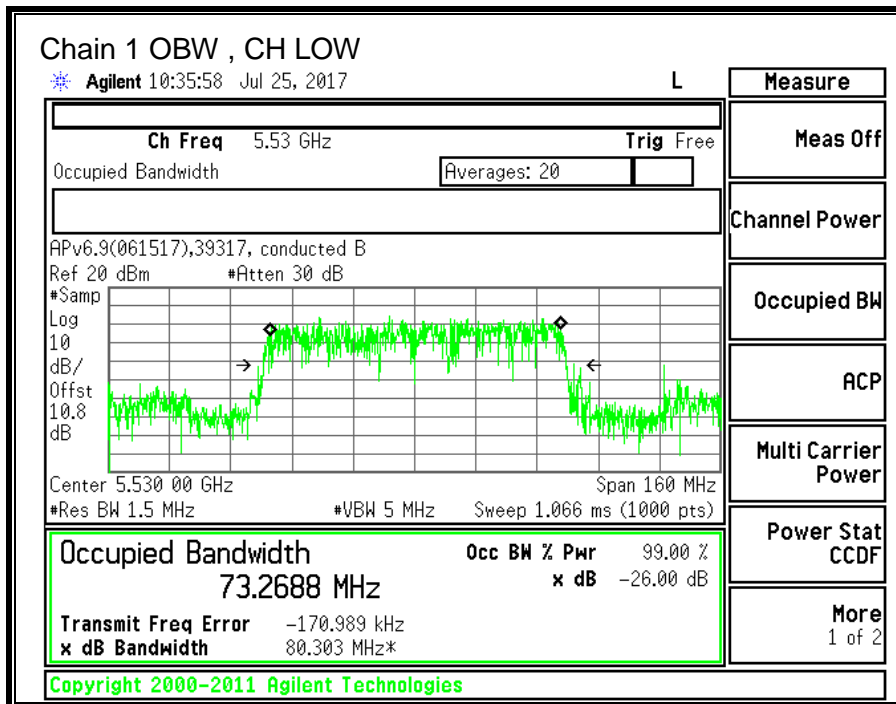 Chain 1 OBW , CH LOW
Agilent 10:35:58 Jul 25, 2017 L
Measure
Ch Freq 5.53 GHz Trig Free
Occupied Bandwidth Averages: 20
APv6.9(061517),39317, conducted B
Ref 20 dBm #Atten 30 dB
#Samp
Log
10
dB/
Offst
10.8
dB
Center 5.530 00 GHz Span 160 MHz
#Res BW 1.5 MHz #VBW 5 MHz Sweep 1.066 ms (1000 pts)
Occupied Bandwidth Occ BW % Pwr 99.00 %
73.2688 MHz x dB -26.00 dB
Transmit Freq Error -170.989 kHz
x dB Bandwidth 80.303 MHz*
Copyright 2000-2011 Agilent Technologies
Meas Off
Channel Power
Occupied BW
ACP
Multi Carrier
Power
Power Stat
CCDF
More
1 of 2